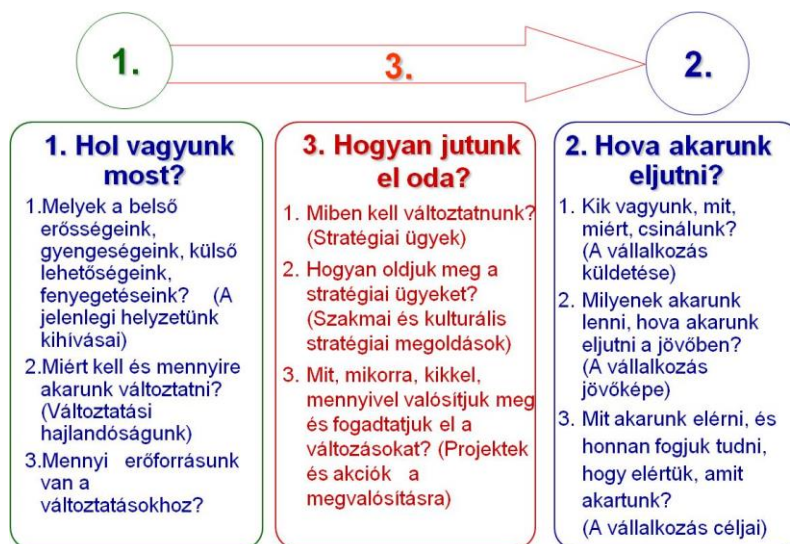 1.
3.
2.
1. Hol vagyunk
most?
1.Melyek a belső
erősségeink,
gyengeségeink, külső
lehetőségeink,
fenyegetéseink? (A
jelenlegi helyzetünk
kihívásai)
2.Miért kell és mennyire
akarunk változtatni?
(Változtatási
hajlandóságunk)
3.Mennyi erőforrásunk
van a
változtatásokhoz?
3. Hogyan jutunk
el oda?
1. Miben kell változtatnunk?
(Stratégiai ügyek)
2. Hogyan oldjuk meg a
stratégiai ügyeket?
(Szakmai és kulturális
stratégiai megoldások)
3. Mit, mikorra, kikkel,
mennyivel valósítjuk meg
és fogadtatjuk el a
változásokat? (Projektek
és akciók a
megvalósításra)
2. Hova akarunk
eljutni?
1. Kik vagyunk, mit,
miért, csinálunk?
(A vállalkozás
küldetése)
2. Milyenek akarunk
lenni, hova akarunk
eljutni a jövőben?
(A vállalkozás
jövőképe)
3. Mit akarunk elérni, és
honnan fogjuk tudni,
hogy elértük, amit
akartunk?
(A vállalkozás céljai)